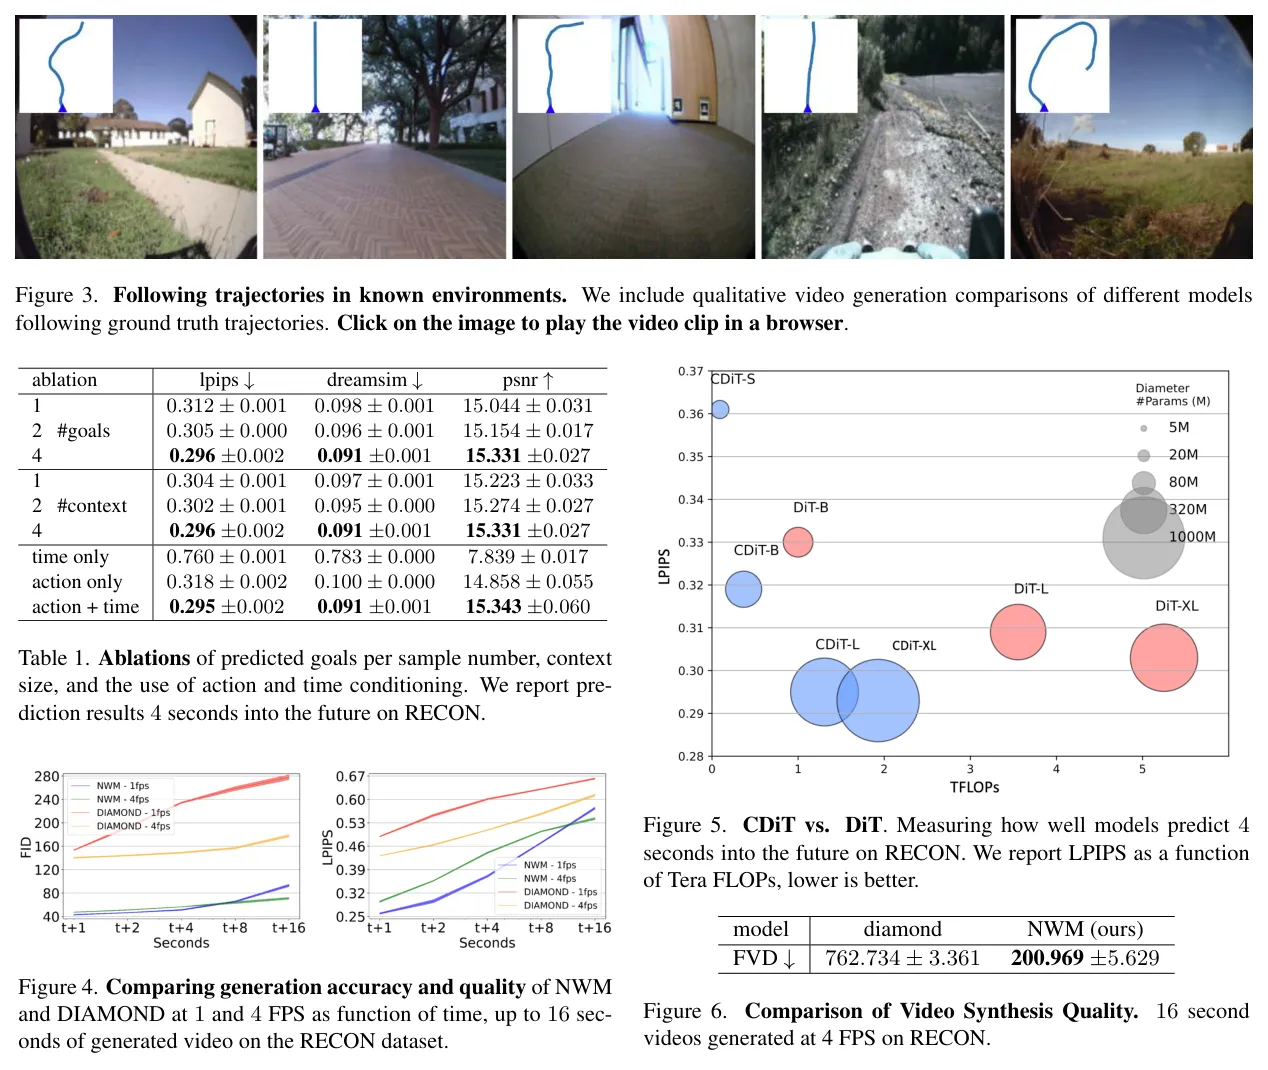 Figure 3. Following trajectories in known environments. We include qualitative video generation comparisons of different models
following ground truth trajectories. Click on the image to play the video clip in a browser.
ablation lpips ↓ dreamsim ↓ psnr ↑
1 0.312 ± 0.001 0.098 ± 0.001 15.044 ± 0.031
2 #goals 0.305 ± 0.000 0.096 ± 0.001 15.154 ± 0.017
4 0.296 ±0.002 0.091 ±0.001 15.331 ±0.027
1 0.304 ± 0.001 0.097 ± 0.001 15.223 ± 0.033
2 #context 0.302 ± 0.001 0.095 ± 0.000 15.274 ± 0.027
4 0.296 ±0.002 0.091 ±0.001 15.331 ±0.027
time only 0.760 ± 0.001 0.783 ± 0.000 7.839 ± 0.017
action only 0.318 ± 0.002 0.100 ± 0.000 14.858 ± 0.055
action + time 0.295 ±0.002 0.091 ±0.001 15.343 ±0.060
Table 1. Ablations of predicted goals per sample number, context
size, and the use of action and time conditioning. We report pre-
diction results 4 seconds into the future on RECON.
280
240
200
160
120
80
40
FID
NWM - 1fps
NWM - 4fps
DIAMOND - 1fps
DIAMOND - 4fps
t+1 t+2 t+4 t+8 t+16
Seconds
0.67
0.60
0.53
0.46
0.39
0.32
0.25
LPIPS
NWM - 1fps
NWM - 4fps
DIAMOND - 1fps
DIAMOND - 4fps
t+1 t+2 t+4 t+8 t+16
Seconds
Figure 4. Comparing generation accuracy and quality of NWM
and DIAMOND at 1 and 4 FPS as function of time, up to 16 sec-
onds of generated video on the RECON dataset.
0.37
0.36
0.35
0.34
0.33
0.32
0.31
0.30
0.29
0.28
LPIPS
CDiT-S
DiT-B
CDiT-B
DiT-L
DiT-XL
CDiT-L
CDiT-XL
Diameter
#Params (M)
5M
20M
80M
320M
1000M
0 1 2 3 4 5
TFLOPs
Figure 5. CDiT vs. DiT. Measuring how well models predict 4
seconds into the future on RECON. We report LPIPS as a function
of Tera FLOPs, lower is better.
model diamond NWM (ours)
FVD ↓ 762.734 ± 3.361 200.969 ±5.629
Figure 6. Comparison of Video Synthesis Quality. 16 second
videos generated at 4 FPS on RECON.